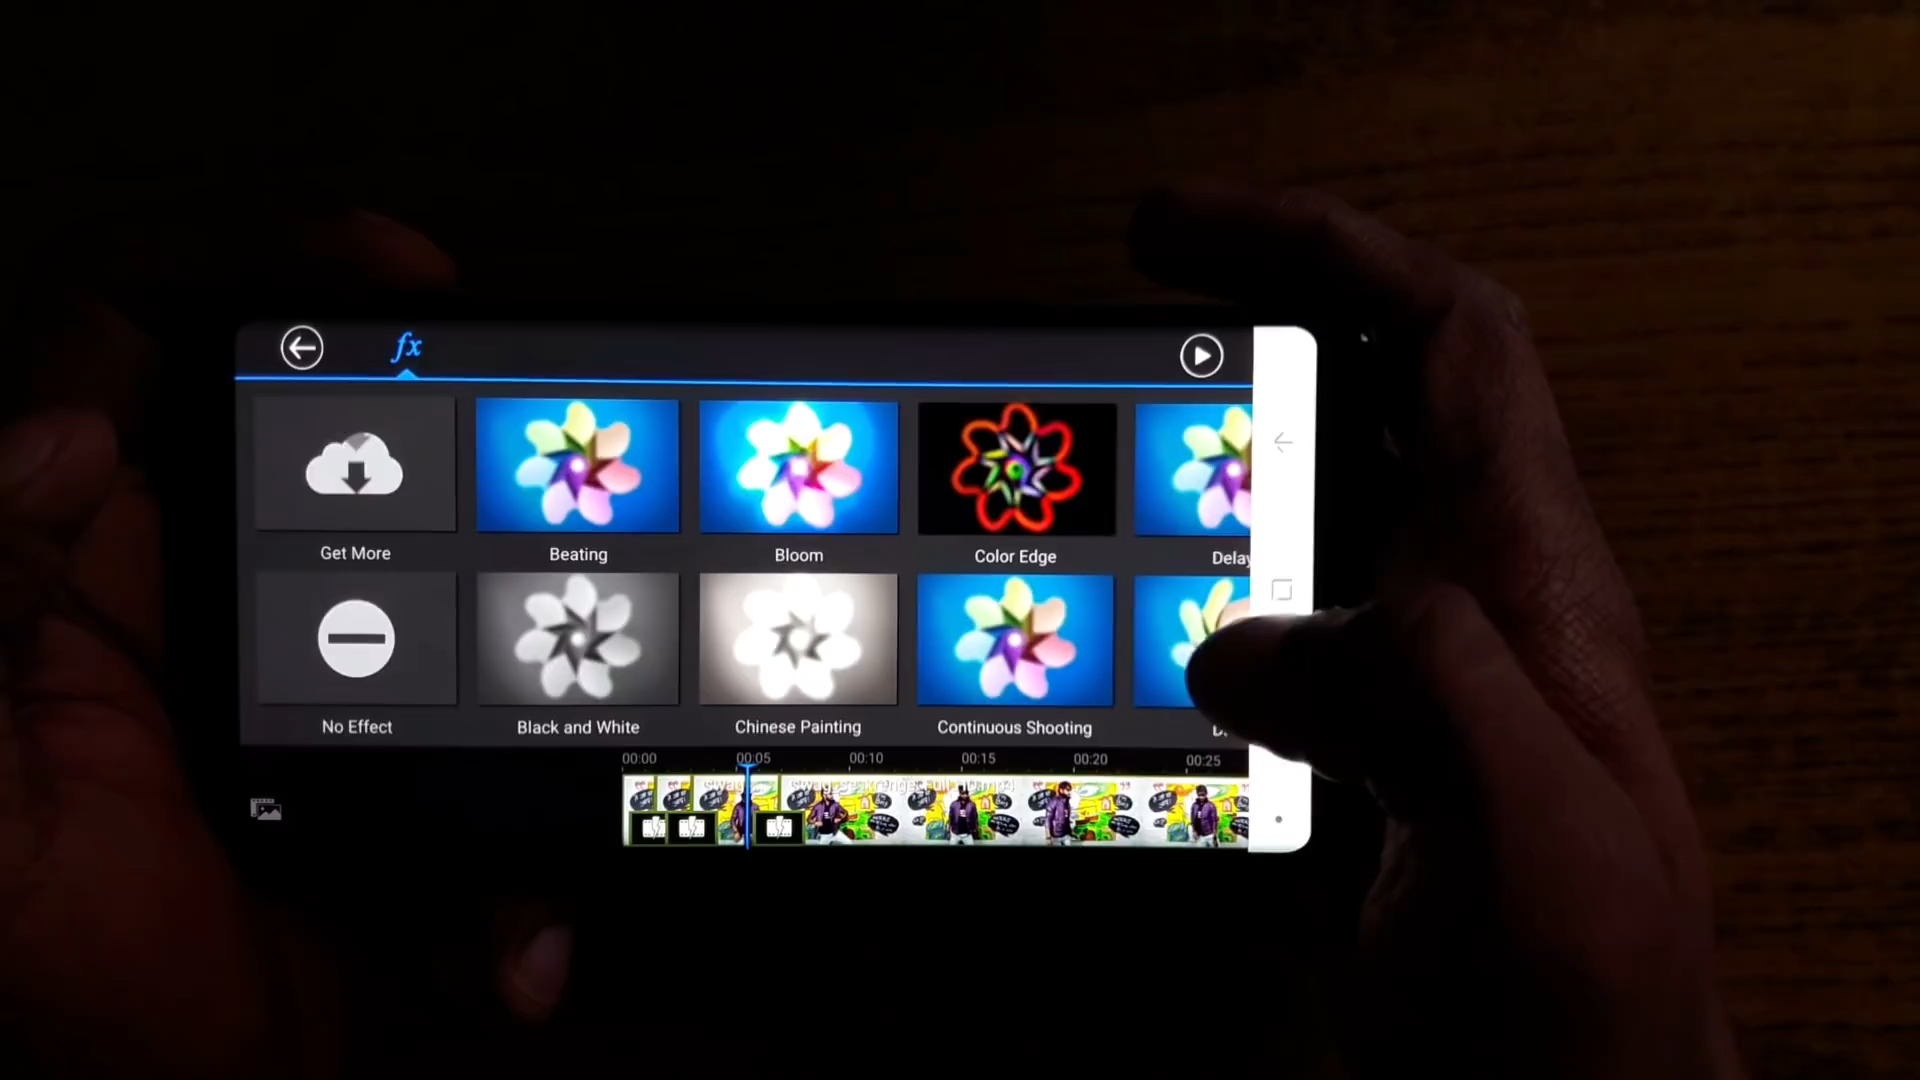 fx
Get More
Beating
Bloom
Color Edge
Delay
No Effect
Black and White
Chinese Painting
Continuous Shooting
00:00
00:05
00:10
00:15
00:20
00:25